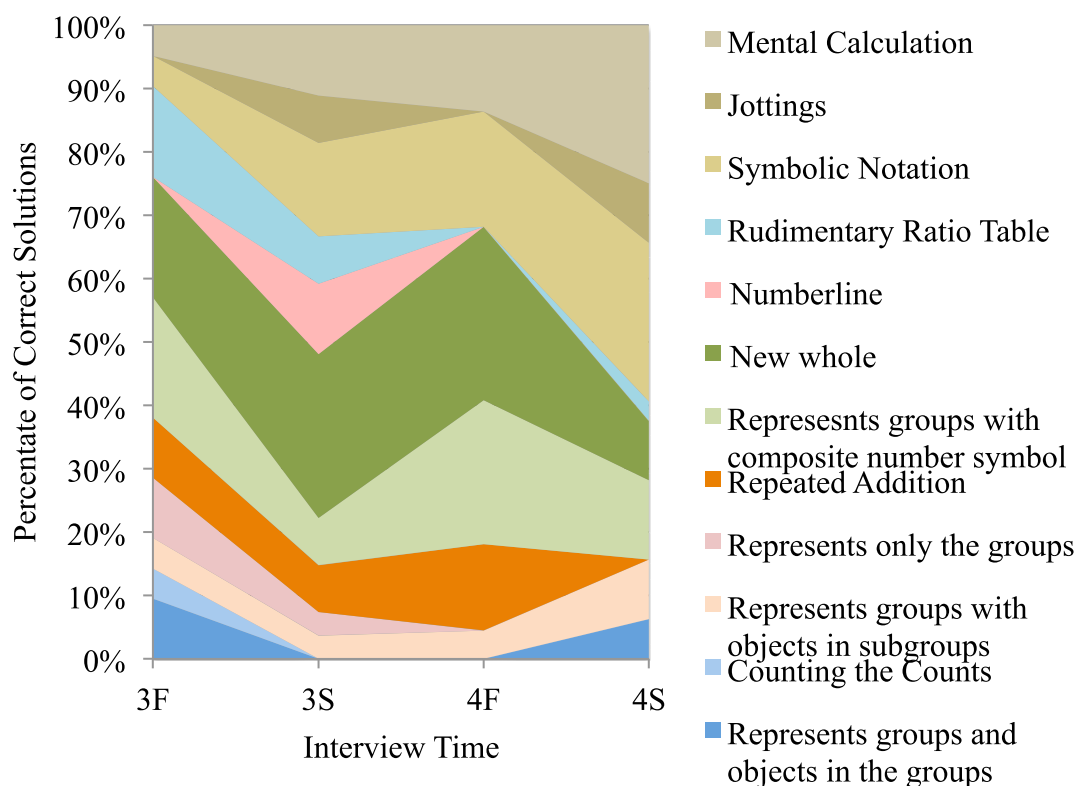 100%
90%
80%
70%
60%
50%
40%
30%
20%
10%
0%
Percentate of Correct Solutions
3F 3S 4F 4S
Interview Time
Mental Calculation
Jottings
Symbolic Notation
Rudimentary Ratio Table
Numberline
New whole
Represesnts groups with
composite number symbol
Repeated Addition
Represents only the groups
Represents groups with
objects in subgroups
Counting the Counts
Represents groups and
objects in the groups